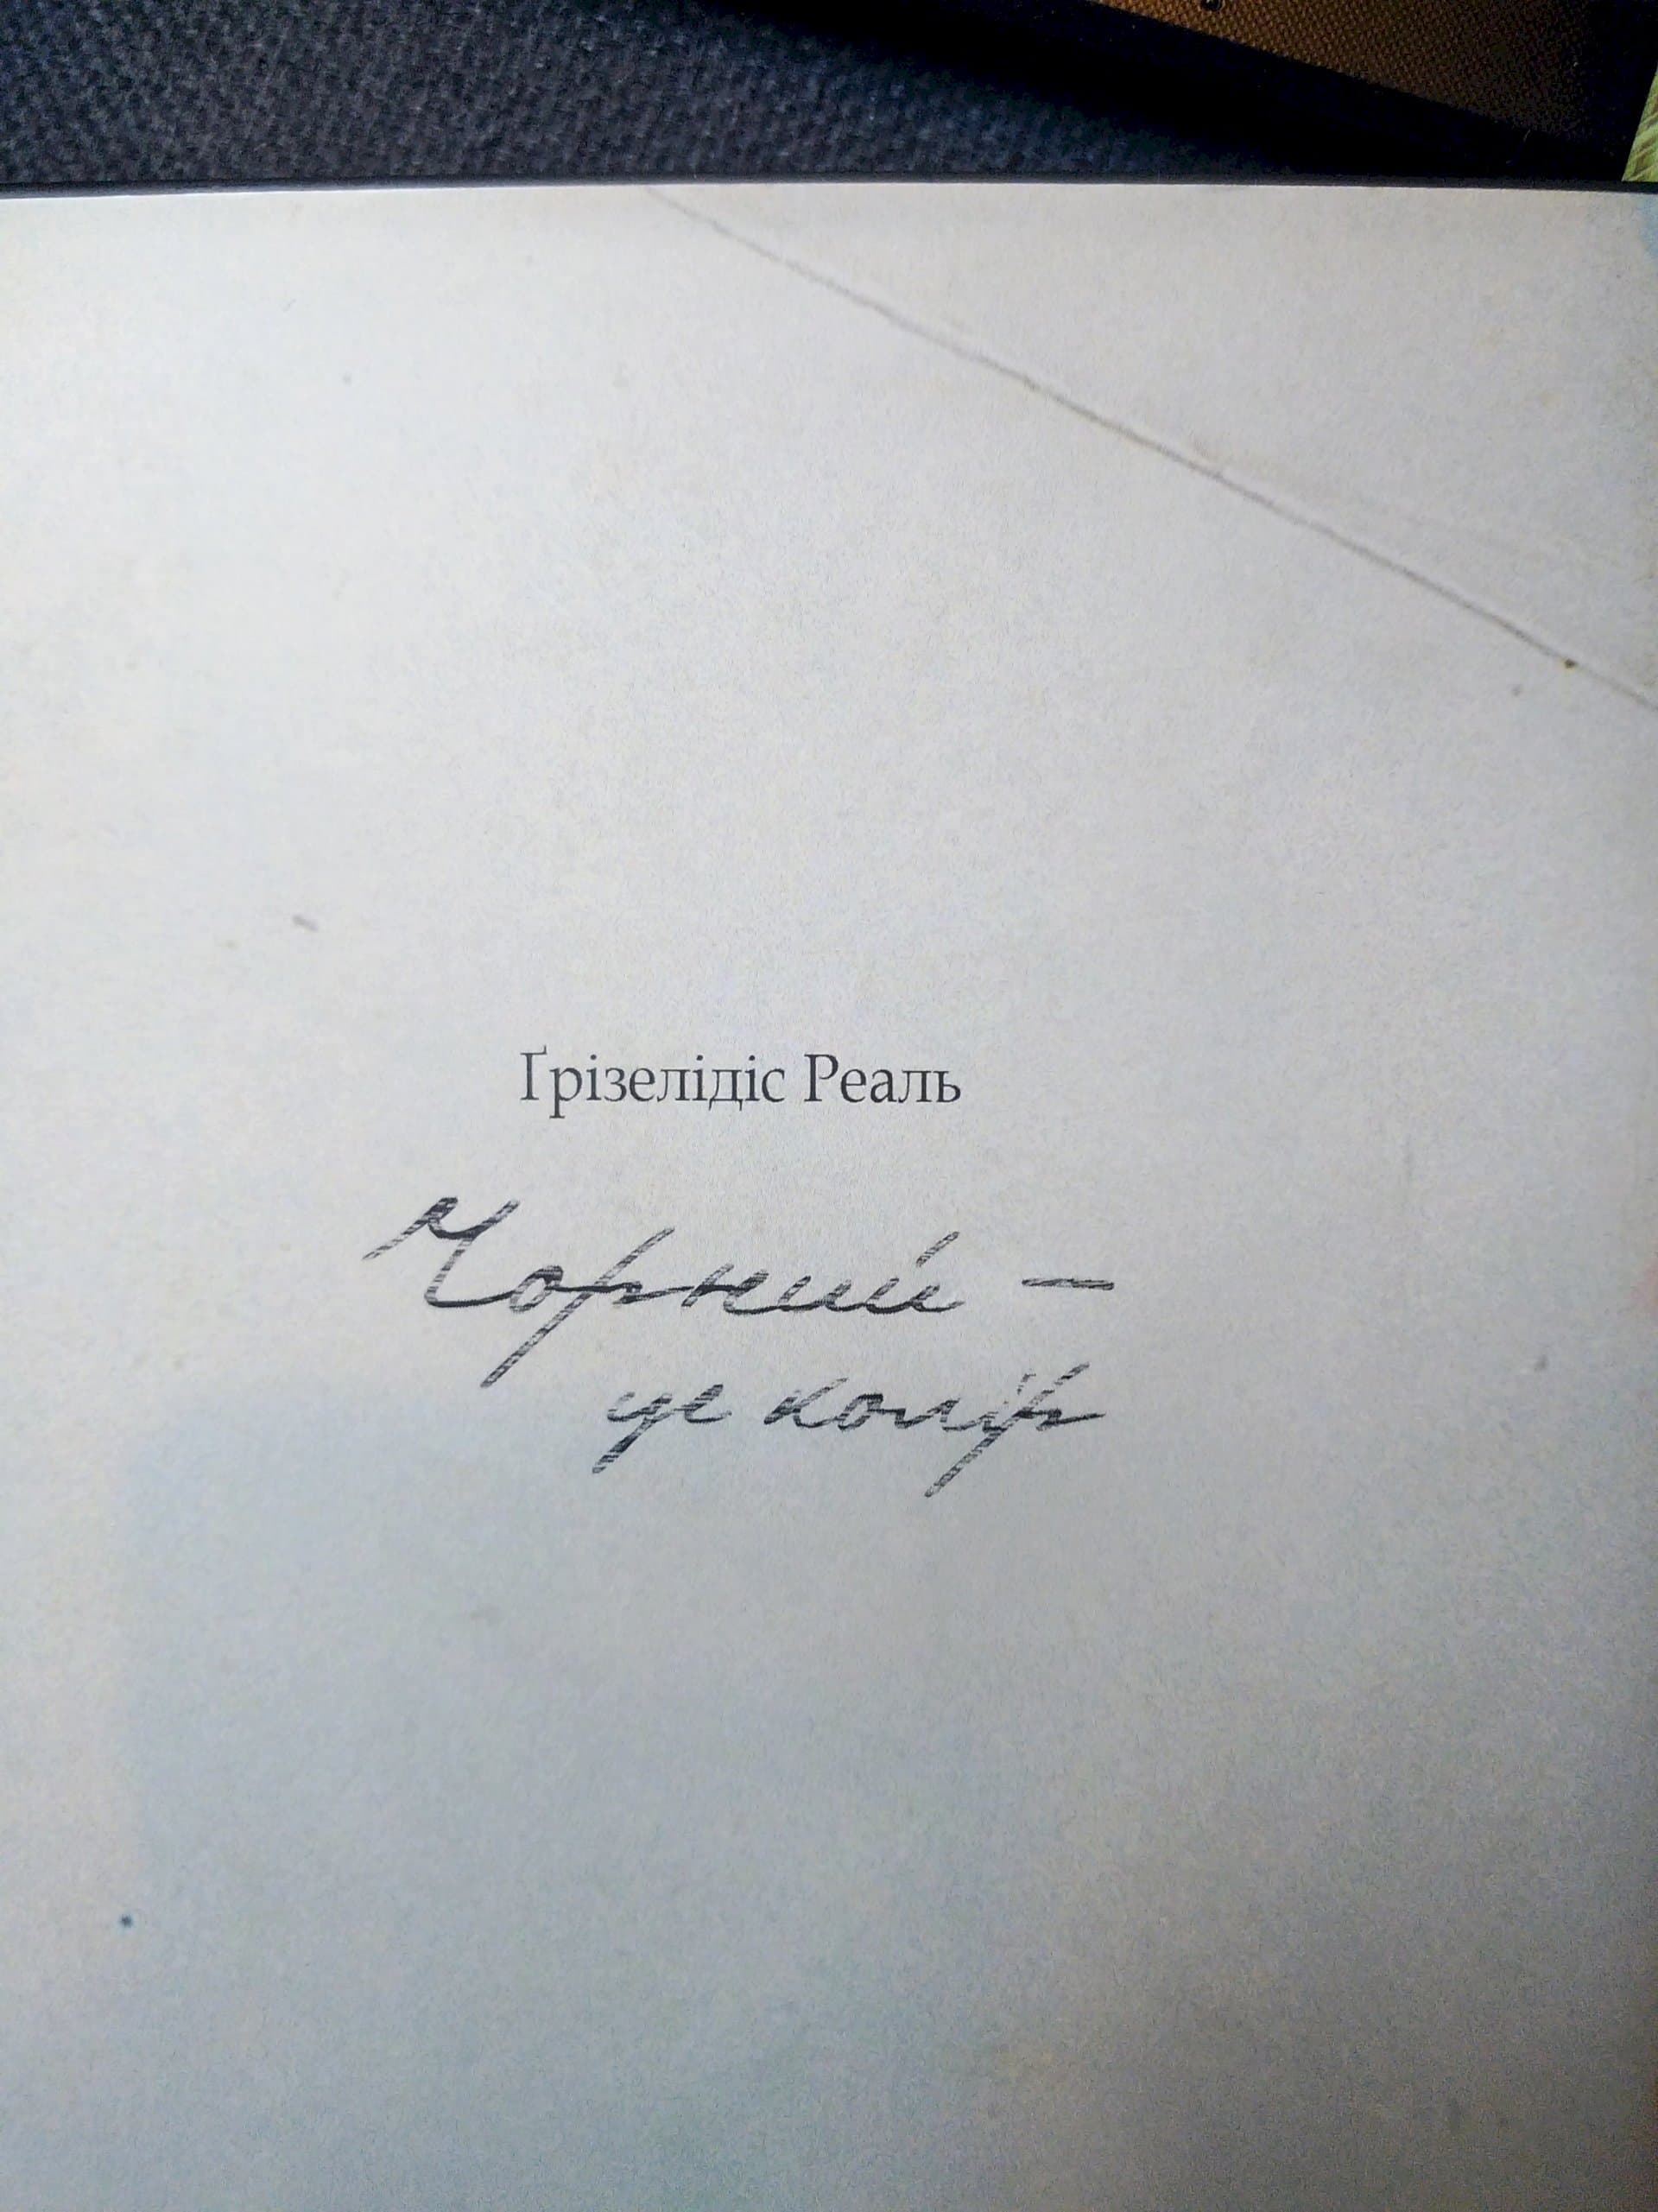 Ґрізелідіс Реаль
Чорний –
це колір